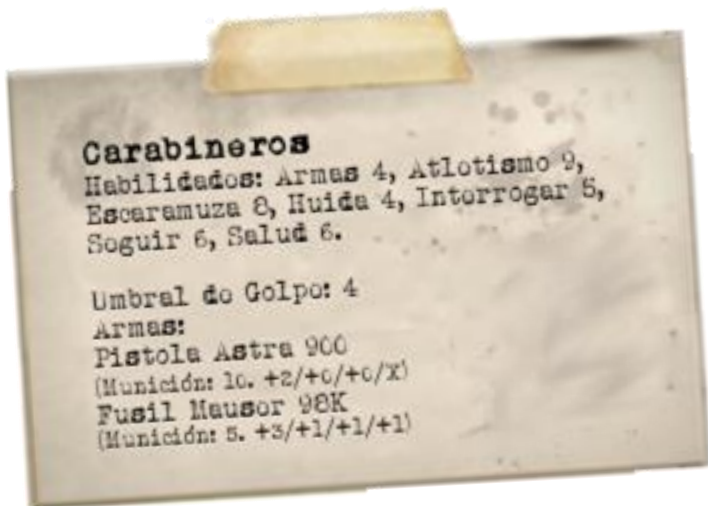 Carabineros
Habilidades: Armas 4, Atletismo 9,
Escaramuza 8, Huida 4, Interrogar 5,
Seguir 6, Salud 6.
Umbral de Golpe: 4
Armas:
Pistola Astra 900
(Munición: 10. +2/+0/+0/X)
Fusil Mauser 98K
(Munición: 5. +3/+1/+1/+1)